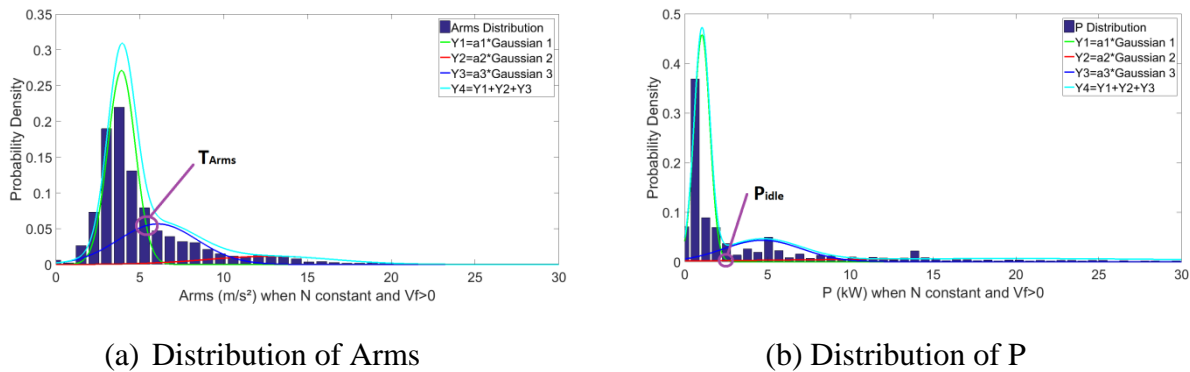 0.35
0.3
0.25
0.2
0.15
0.1
0.05
0
0
5
10
15
20
25
30
Probability Density
Arms (m/s²) when N constant and Vf>0
Arms Distribution
Y1=a1*Gaussian 1
Y2=a2*Gaussian 2
Y3=a3*Gaussian 3
Y4=Y1+Y2+Y3
TArms
(a) Distribution of Arms
0.5
0.4
0.3
0.2
0.1
0
0
5
10
15
20
25
30
Probability Density
P (kW) when N constant and Vf>0
P Distribution
Y1=a1*Gaussian 1
Y2=a2*Gaussian 2
Y3=a3*Gaussian 3
Y4=Y1+Y2+Y3
Pidle
(b) Distribution of P